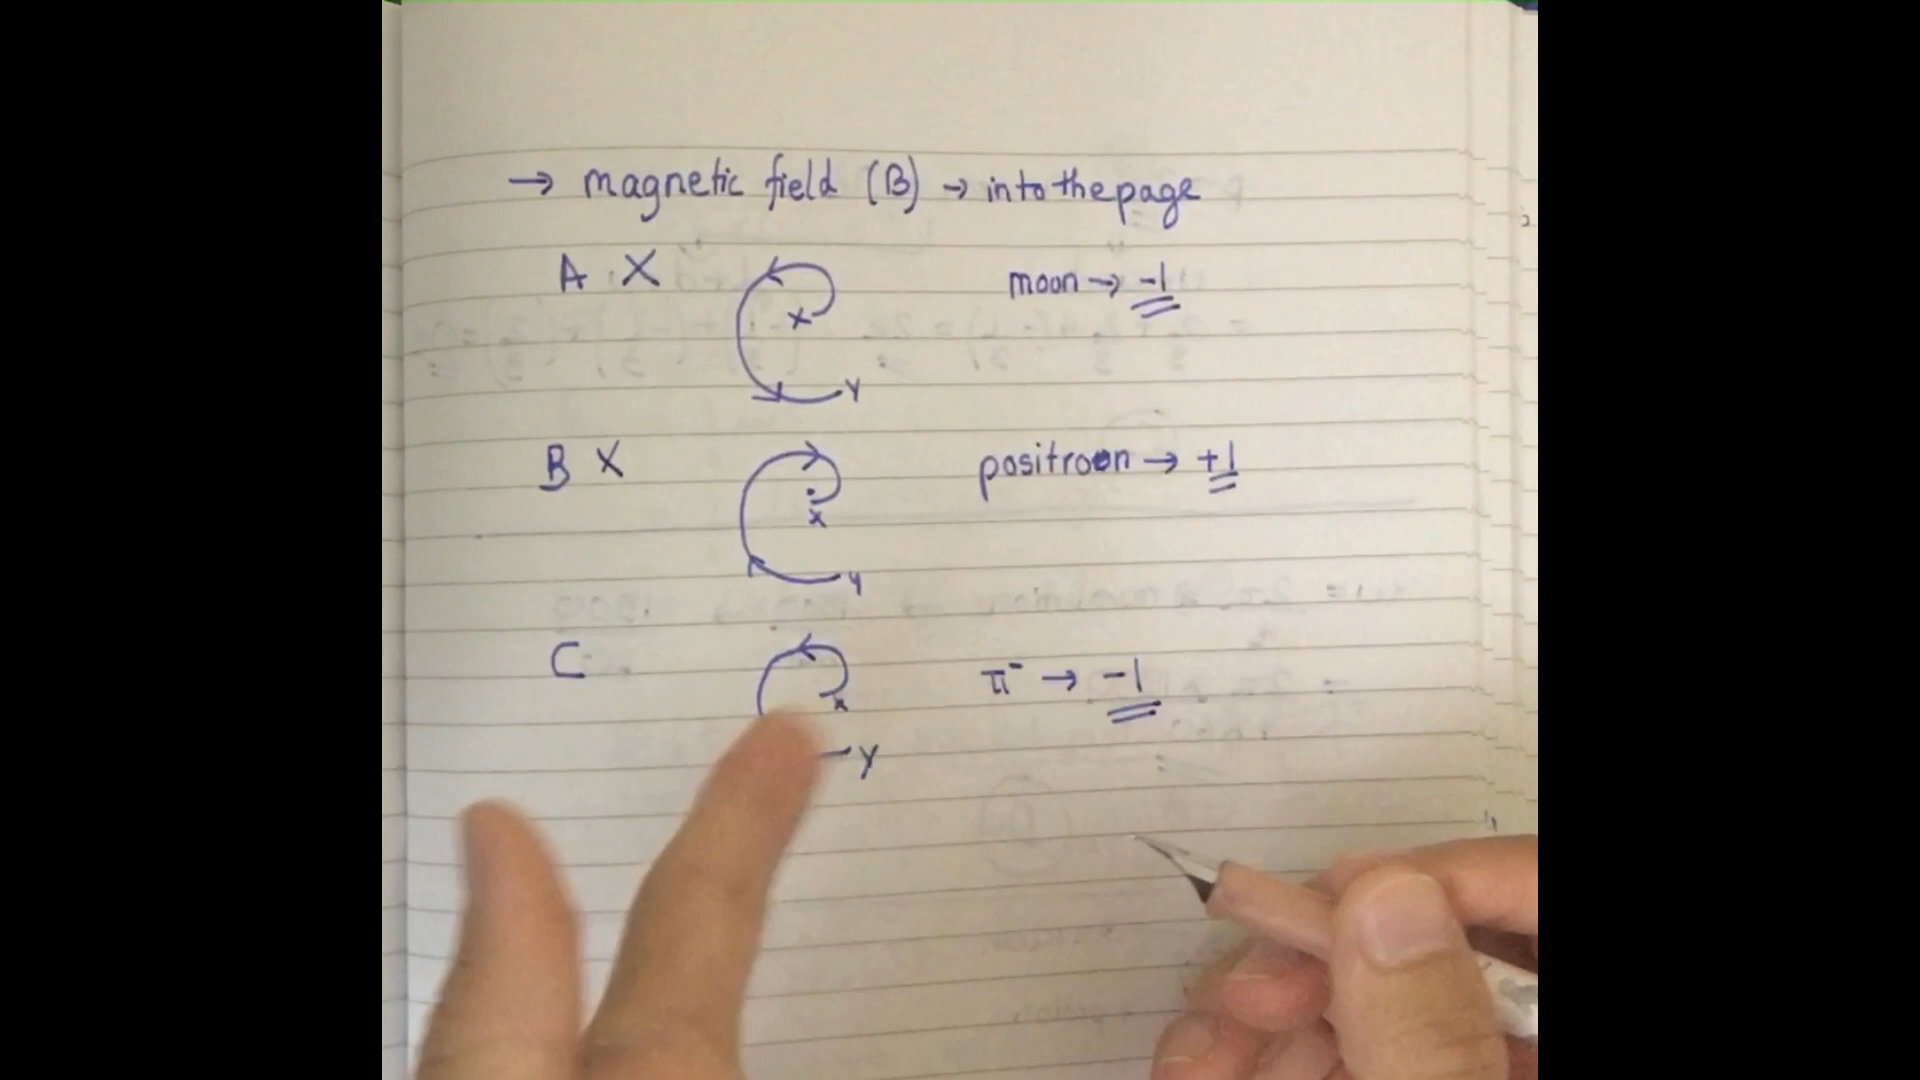 → magnetic field (B) → into the page
A X x Y moon → -1
B X x Y positroon → +1
C x Y π⁻ → -1